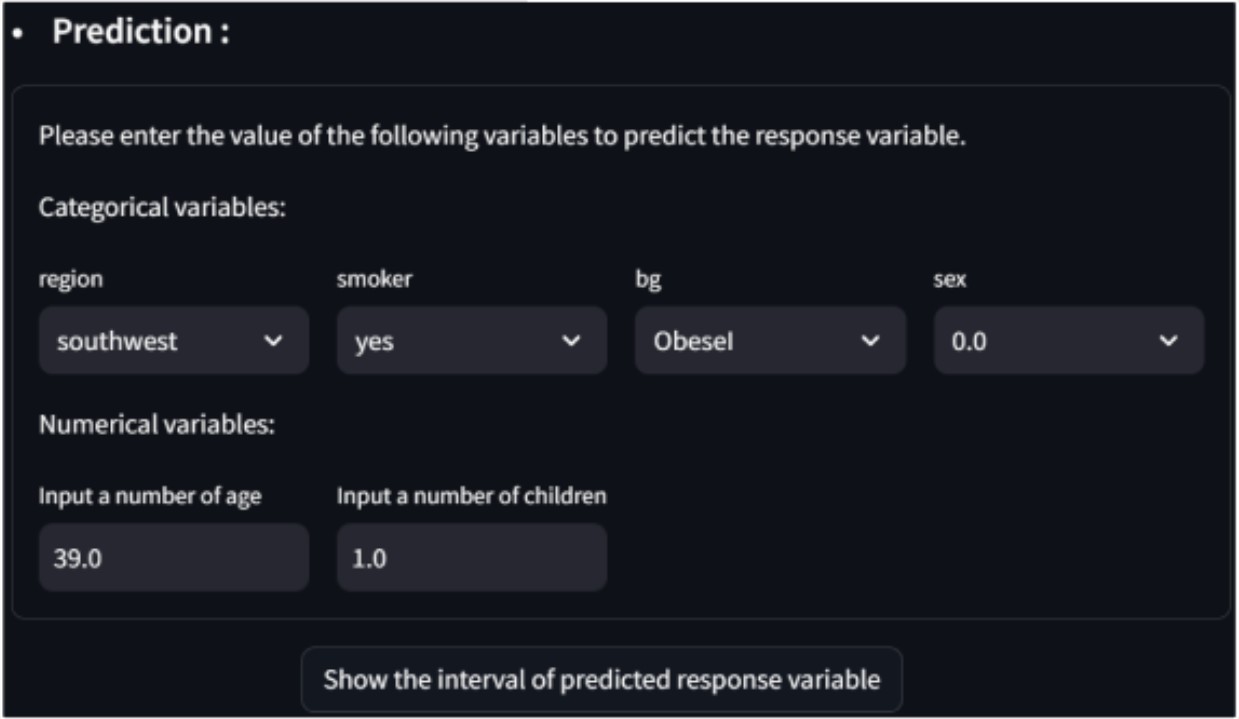 • Prediction :
Please enter the value of the following variables to predict the response variable.
Categorical variables:
region smoker bg sex
southwest yes ObeseI 0.0
Numerical variables:
Input a number of age Input a number of children
39.0 1.0
Show the interval of predicted response variable